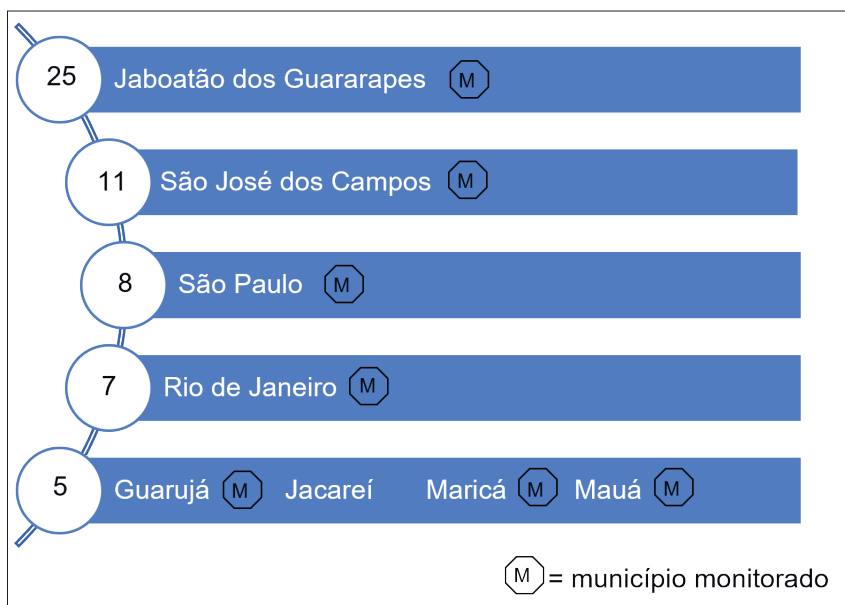 25 Jaboatão dos Guararapes M
11 São José dos Campos M
8 São Paulo M
7 Rio de Janeiro M
5 Guarujá M Jacareí Maricá M Mauá M
M = município monitorado